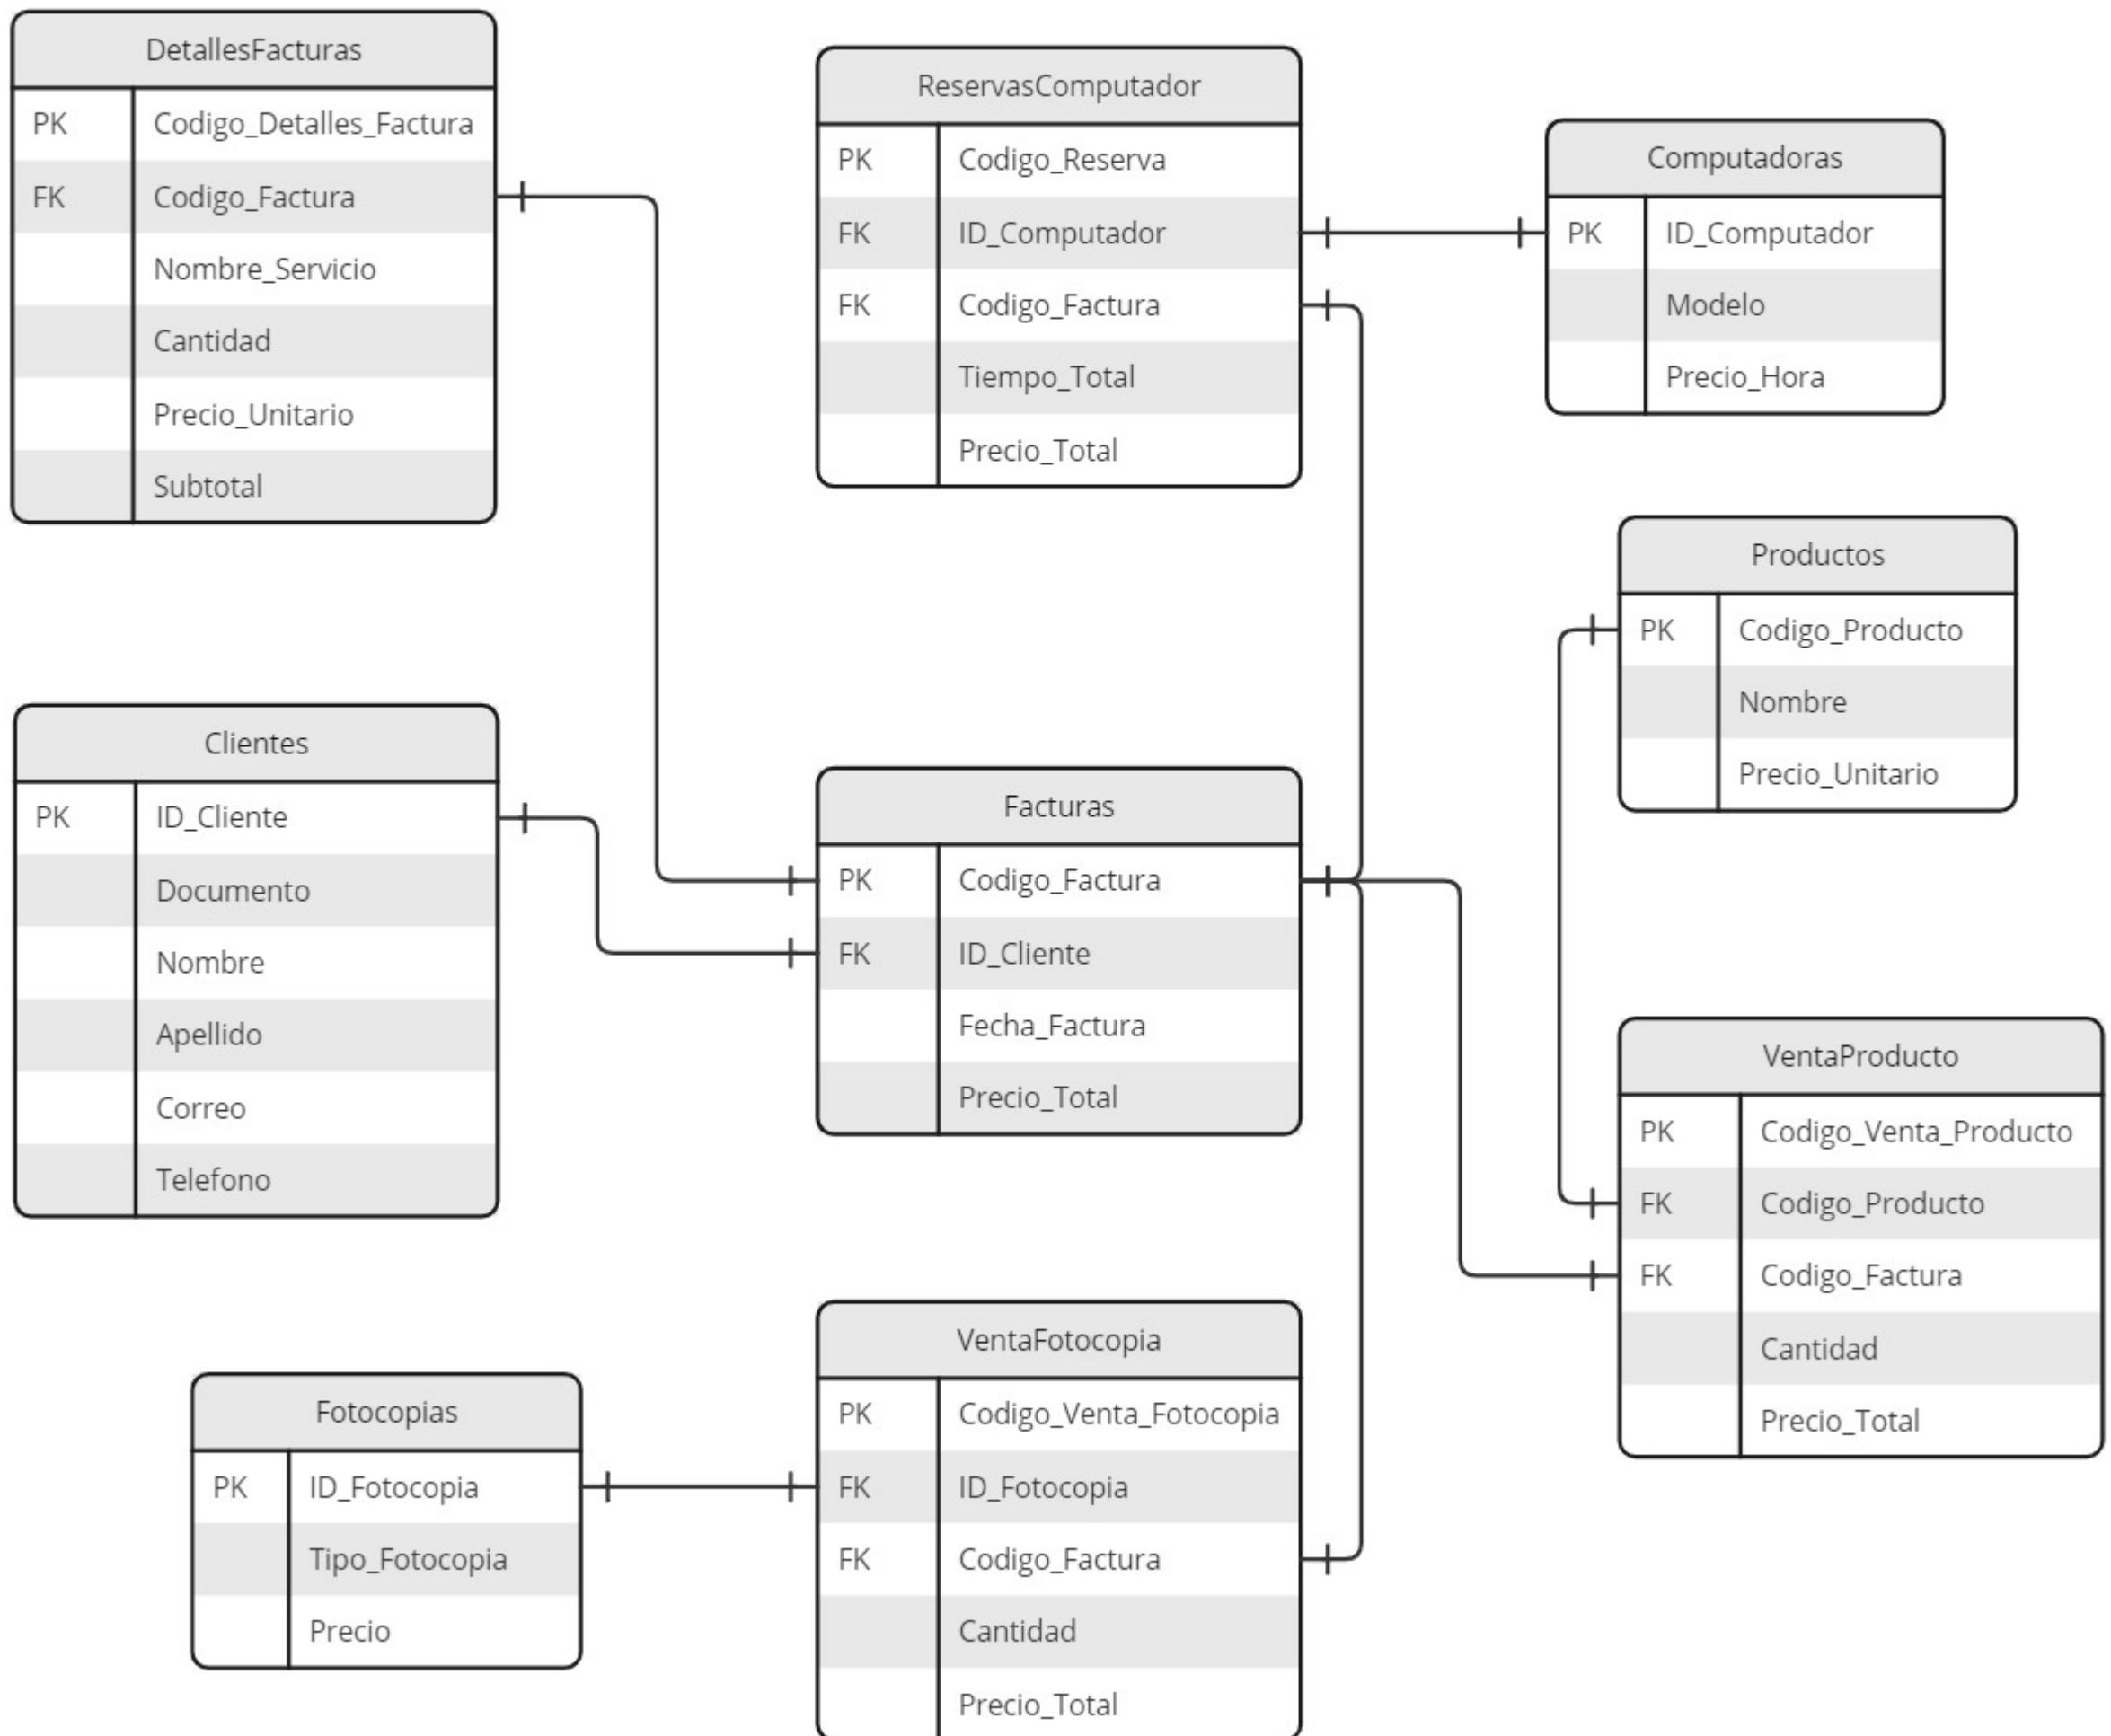 DetallesFacturas
PK Codigo_Detalles_Factura
FK Codigo_Factura
Nombre_Servicio
Cantidad
Precio_Unitario
Subtotal
ReservasComputador
PK Codigo_Reserva
FK ID_Computador
FK Codigo_Factura
Tiempo_Total
Precio_Total
Computadoras
PK ID_Computador
Modelo
Precio_Hora
Productos
PK Codigo_Producto
Nombre
Precio_Unitario
Clientes
PK ID_Cliente
Documento
Nombre
Apellido
Correo
Telefono
Facturas
PK Codigo_Factura
FK ID_Cliente
Fecha_Factura
Precio_Total
VentaProducto
PK Codigo_Venta_Producto
FK Codigo_Producto
FK Codigo_Factura
Cantidad
Precio_Total
Fotocopias
PK ID_Fotocopia
Tipo_Fotocopia
Precio
VentaFotocopia
PK Codigo_Venta_Fotocopia
FK ID_Fotocopia
FK Codigo_Factura
Cantidad
Precio_Total